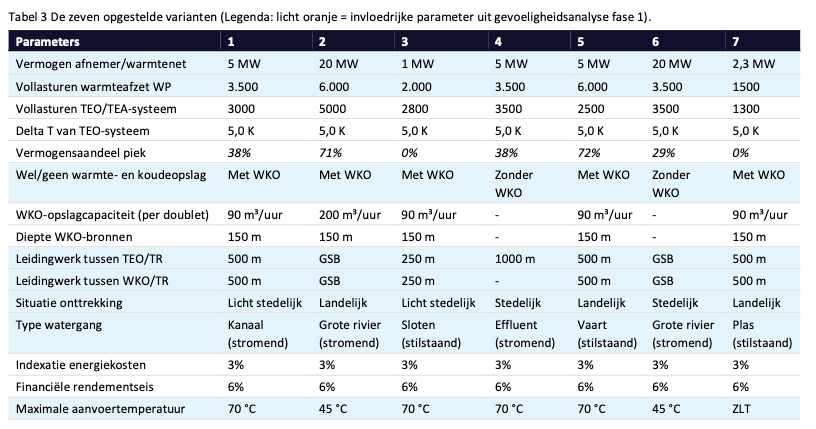 Tabel 3 De zeven opgestelde varianten (Legenda: licht oranje = invloedrijke parameter uit gevoeligheidsanalyse fase 1).
Parameters 1 2 3 4 5 6 7
Vermogen afnemer/warmtenet 5 MW 20 MW 1 MW 5 MW 5 MW 20 MW 2,3 MW
Vollasturen warmteafzet WP 3.500 6.000 2.000 3.500 6.000 3.500 1500
Vollasturen TEO/TEA-systeem 3000 5000 2800 3500 2500 3500 1300
Delta T van TEO-systeem 5,0 K 5,0 K 5,0 K 5,0 K 5,0 K 5,0 K 5,0 K
Vermogensaandeel piek 38% 71% 0% 38% 72% 29% 0%
Wel/geen warmte- en koudeopslag Met WKO Met WKO Met WKO Zonder Met WKO Zonder Met WKO
WKO WKO
WKO-opslagcapaciteit (per doublet) 90 m³/uur 200 m³/uur 90 m³/uur - 90 m³/uur - 90 m³/uur
Diepte WKO-bronnen 150 m 150 m 150 m - 150 m - 150 m
Leidingwerk tussen TEO/TR 500 m GSB 250 m 1000 m 500 m GSB 500 m
Leidingwerk tussen WKO/TR 500 m GSB 250 m - 500 m GSB 500 m
Situatie onttrekking Licht stedelijk Landelijk Licht stedelijk Stedelijk Landelijk Stedelijk Landelijk
Type watergang Kanaal Grote rivier Sloten Effluent Vaart Grote rivier Plas
(stromend) (stromend) (stilstaand) (stromend) (stilstaand) (stromend) (stilstaand)
Indexatie energiekosten 3% 3% 3% 3% 3% 3% 3%
Financiële rendementseis 6% 6% 6% 6% 6% 6% 6%
Maximale aanvoertemperatuur 70 °C 45 °C 70 °C 70 °C 70 °C 45 °C ZLT